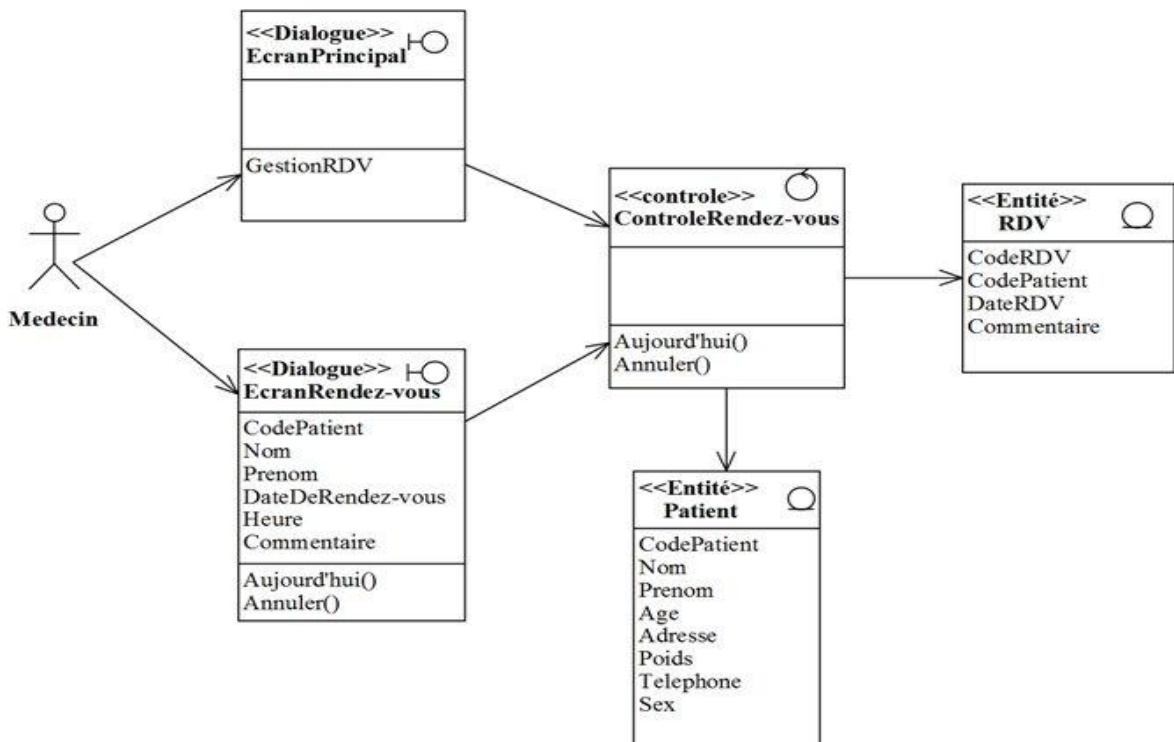 <<Dialogue>>
EcranPrincipal
GestionRDV
Medecin
<<Dialogue>>
EcranRendez-vous
CodePatient
Nom
Prenom
DateDeRendez-vous
Heure
Commentaire
Aujourd'hui()
Annuler()
<<controle>>
ControleRendez-vous
Aujourd'hui()
Annuler()
<<Entité>>
RDV
CodeRDV
CodePatient
DateRDV
Commentaire
<<Entité>>
Patient
CodePatient
Nom
Prenom
Age
Adresse
Poids
Telephone
Sex